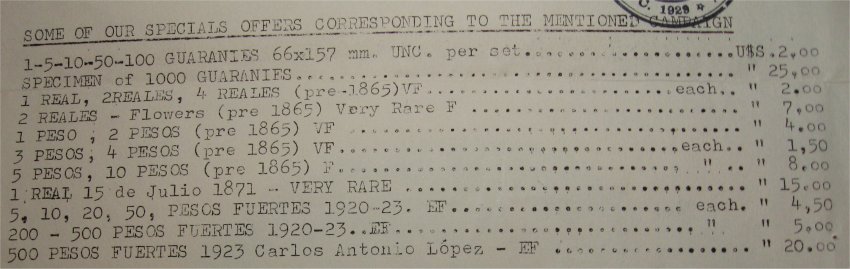 C. 1928
SOME OF OUR SPECIALS OFFERS CORRESPONDING TO THE MENTIONED CAMPAIGN
1-5-10-50-100 GUARANIES 66x157 mm. UNC. per set......................U$S.2,00
SPECIMEN of 1000 GUARANIES............................................ " 25,00
1 REAL, 2REALES, 4 REALES (pre-1865)VF.........................each.. " 2.00
2 REALES - Flowers (pre 1865) Very Rare F ........................... " 7,00
1 PESO , 2 PESOS (pre 1865) VF ....................................... " 4.00
3 PESOS, 4 PESOS (pre 1865) VF..................................each.. " 1,50
5 PESOS, 10 PESOS (pre 1865) F.................................. " .. " 8,00
1 REAL 15 de Julio 1871 - VERY RARE ................................. " 15.00
5, 10, 20, 50, PESOS FUERTES 1920-23. EF........................ each. " 4,50
200 - 500 PESOS FUERTES 1920-23..EF.................................. " 5,00
500 PESOS FUERTES 1923 Carlos Antonio López - EF .................... " 20.00